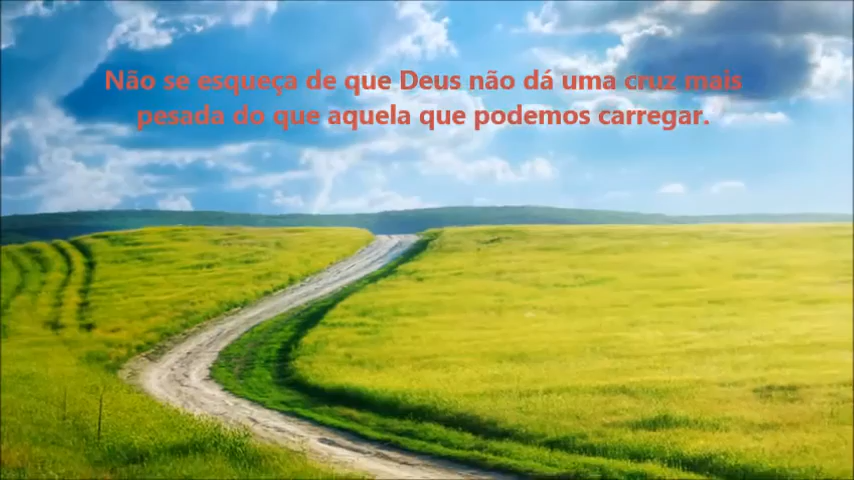 Não se esqueça de que Deus não dá uma cruz mais
pesada do que aquela que podemos carregar.